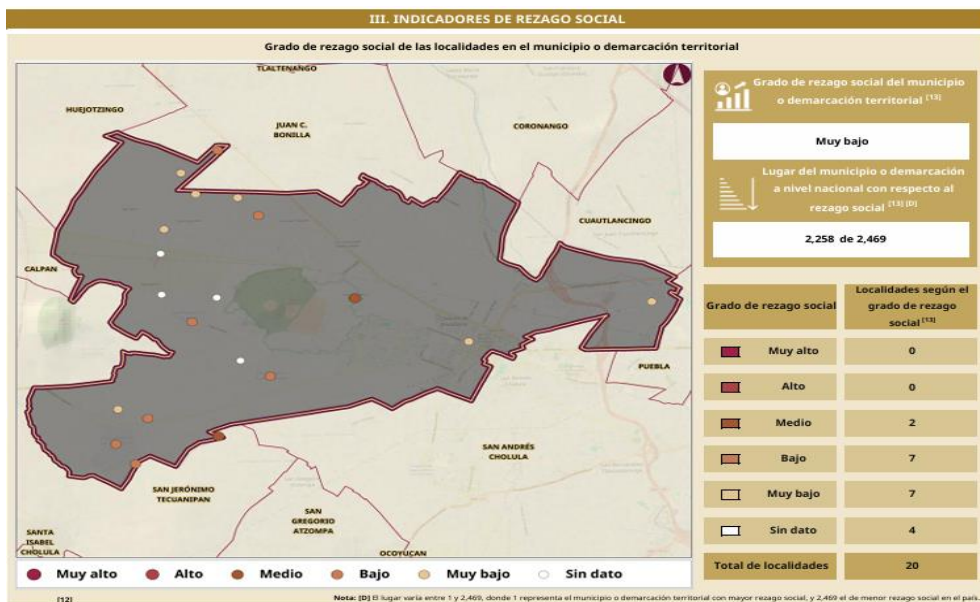 III. INDICADORES DE REZAGO SOCIAL
Grado de rezago social de las localidades en el municipio o demarcación territorial
TLALTENANGO
HUEJOTZINGO
JUAN C.
BONILLA
CORONANGO
CUAUTLANCINGO
CALPAN
PUEBLA
SAN ANDRÉS
CHOLULA
SAN JERÓNIMO
TECUANIPAN
SAN
GREGORIO
ATZOMPA
SANTA
ISABEL
CHOLULA
OCOYUCAN
Muy alto Alto Medio Bajo Muy bajo Sin dato
Grado de rezago social del municipio
o demarcación territorial [13]
Muy bajo
Lugar del municipio o demarcación
a nivel nacional con respecto al
rezago social [13] [D]
2,258 de 2,469
Grado de rezago social Localidades según el
grado de rezago
social [13]
Muy alto 0
Alto 0
Medio 2
Bajo 7
Muy bajo 7
Sin dato 4
Total de localidades 20
[12]
Nota: [D] El lugar varía entre 1 y 2,469, donde 1 representa el municipio o demarcación territorial con mayor rezago social, y 2,469 el de menor rezago social en el país.